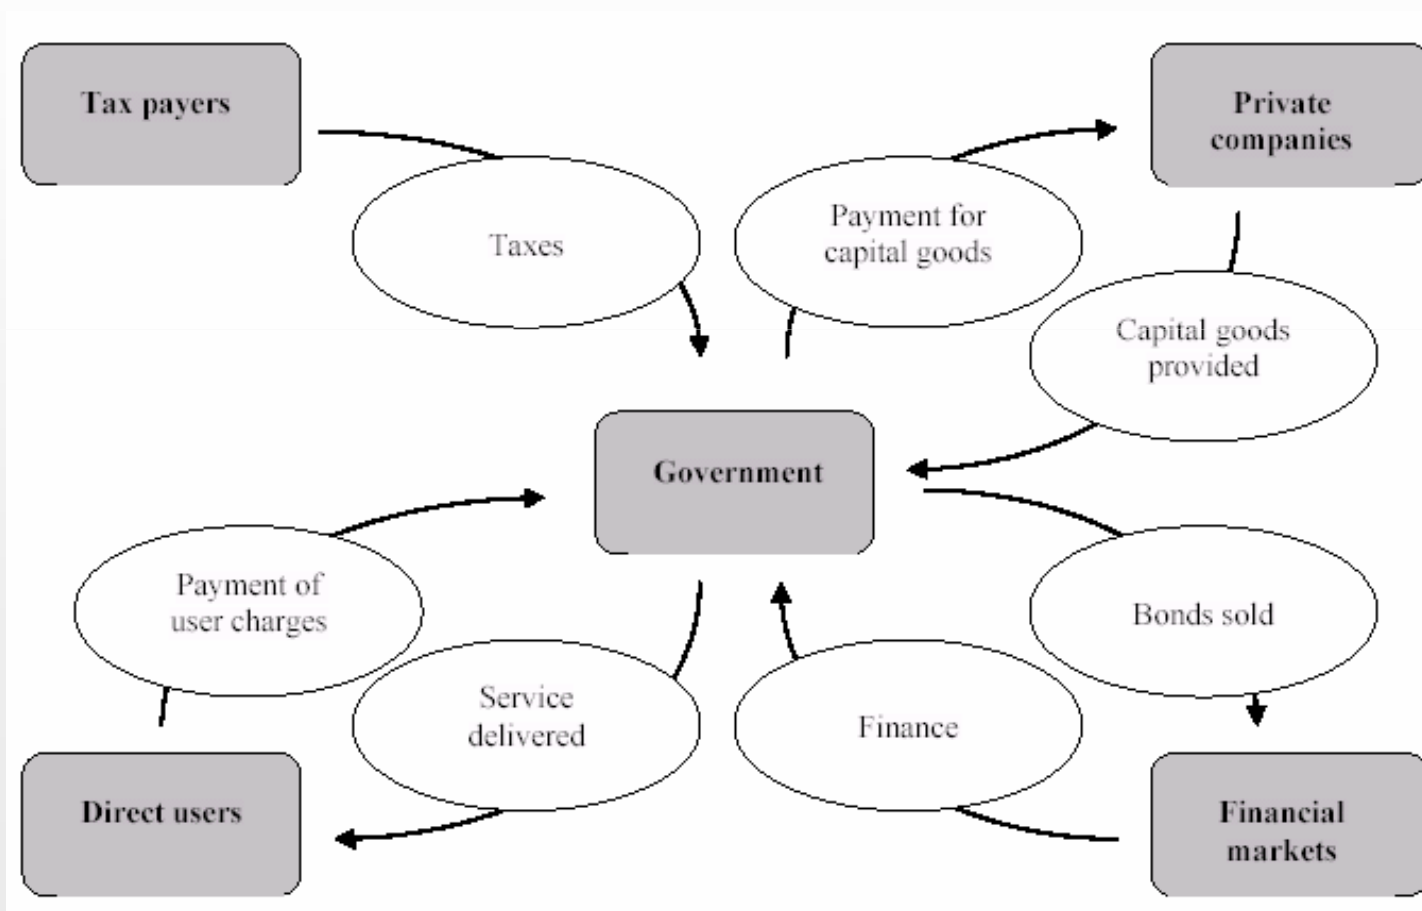 Tax payers
Private
companies
Taxes
Payment for
capital goods
Capital goods
provided
Government
Payment of
user charges
Bonds sold
Service
delivered
Finance
Direct users
Financial
markets